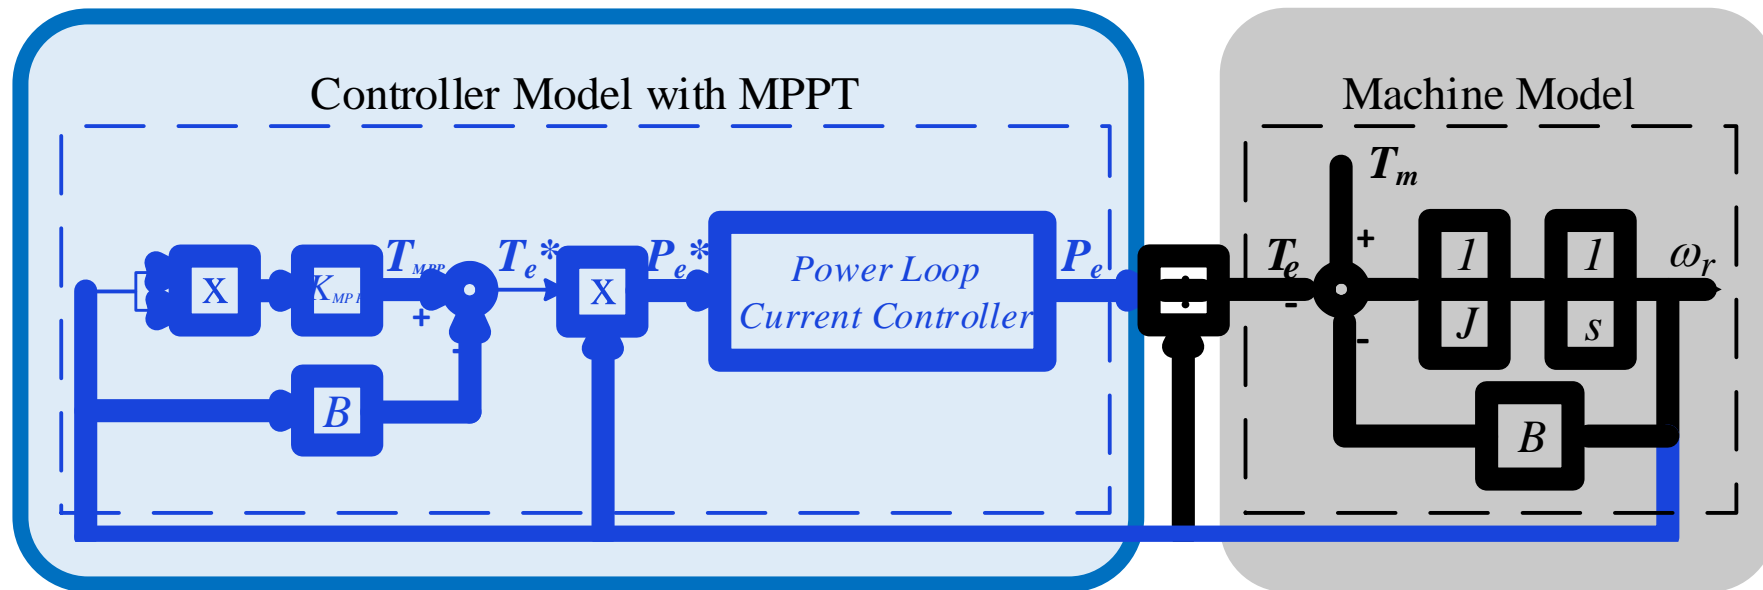 Controller Model with MPPT
Machine Model
T_m
X
K_MPP
T_MPP
T_e*
X
P_e*
Power Loop
Current Controller
P_e
÷
T_e
+
-
-
1
J
1
s
ω_r
+
-
B
B